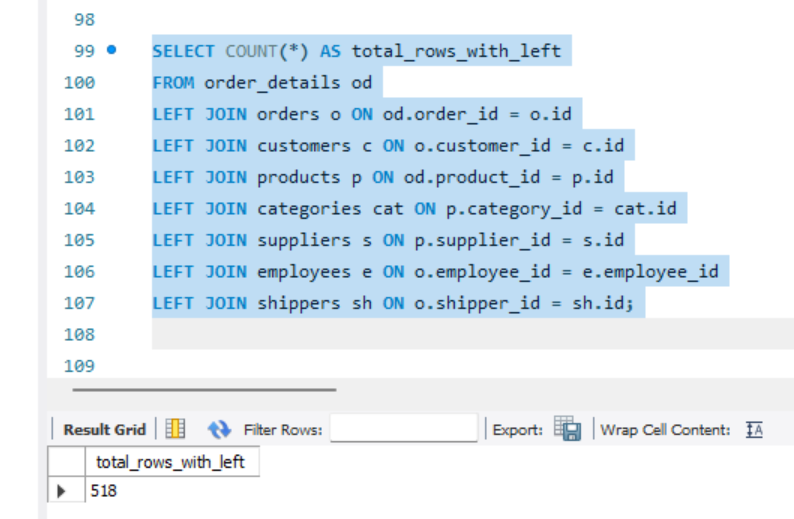 98
99 SELECT COUNT(*) AS total_rows_with_left
100 FROM order_details od
101 LEFT JOIN orders o ON od.order_id = o.id
102 LEFT JOIN customers c ON o.customer_id = c.id
103 LEFT JOIN products p ON od.product_id = p.id
104 LEFT JOIN categories cat ON p.category_id = cat.id
105 LEFT JOIN suppliers s ON p.supplier_id = s.id
106 LEFT JOIN employees e ON o.employee_id = e.employee_id
107 LEFT JOIN shippers sh ON o.shipper_id = sh.id;
108
109
Result Grid Filter Rows: Export: Wrap Cell Content: IA
total_rows_with_left
518